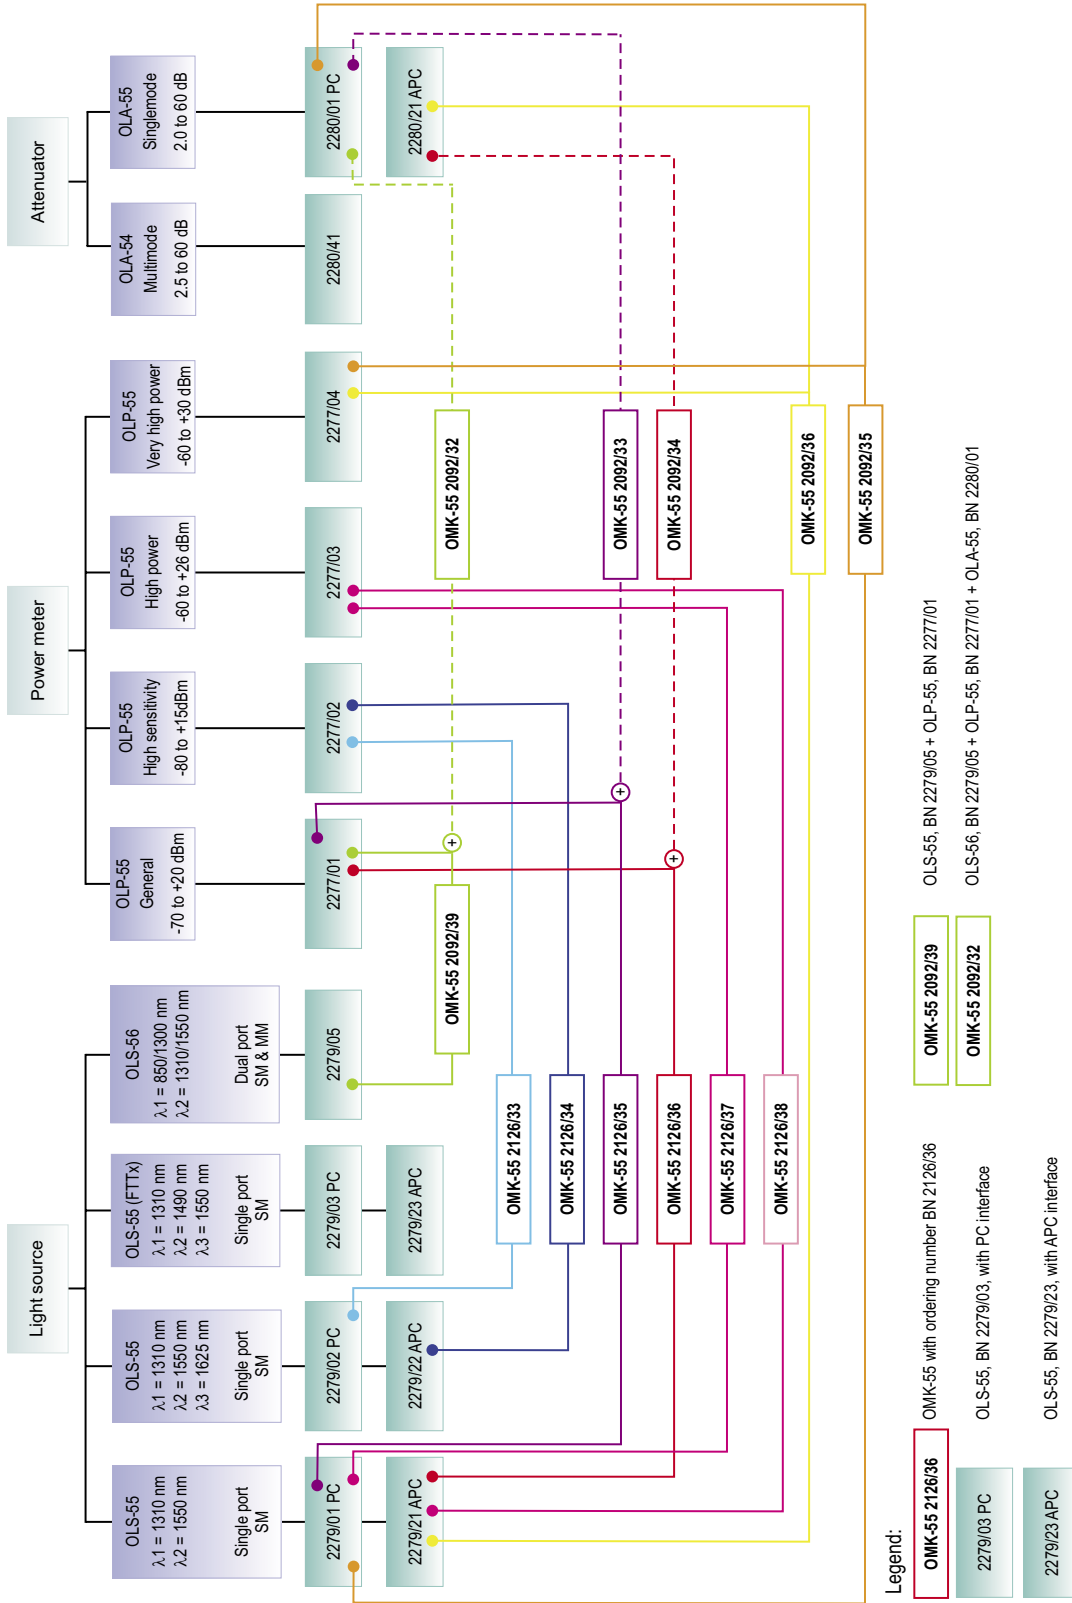 Light source
Power meter
Attenuator
OLS-55
λ1 = 1310 nm
λ2 = 1550 nm
Single port
SM
OLS-55
λ1 = 1310 nm
λ2 = 1550 nm
λ3 = 1625 nm
Single port
SM
OLS-55 (FTTx)
λ1 = 1310 nm
λ2 = 1490 nm
λ3 = 1550 nm
Single port
SM
OLS-56
λ1 = 850/1300 nm
λ2 = 1310/1550 nm
Dual port
SM & MM
OLP-55
General
-70 to +20 dBm
OLP-55
High sensitivity
-80 to +15dBm
OLP-55
High power
-60 to +26 dBm
OLP-55
Very high power
-60 to +30 dBm
OLA-54
Multimode
2.5 to 60 dB
OLA-55
Singlemode
2.0 to 60 dB
2279/01 PC
2279/02 PC
2279/03 PC
2279/05
2277/01
2277/02
2277/03
2277/04
2280/41
2280/01 PC
2279/21 APC
2279/22 APC
2279/23 APC
2280/21 APC
OMK-55 2092/39
+
OMK-55 2092/32
OMK-55 2126/33
OMK-55 2126/34
OMK-55 2126/35
+
OMK-55 2092/33
OMK-55 2126/36
+
OMK-55 2092/34
OMK-55 2126/37
OMK-55 2126/38
OMK-55 2092/36
OMK-55 2092/35
Legend:
OMK-55 2126/36
OMK-55 with ordering number BN 2126/36
2279/03 PC
OLS-55, BN 2279/03, with PC interface
2279/23 APC
OLS-55, BN 2279/23, with APC interface
OMK-55 2092/39
OLS-55, BN 2279/05 + OLP-55, BN 2277/01
OMK-55 2092/32
OLS-56, BN 2279/05 + OLP-55, BN 2277/01 + OLA-55, BN 2280/01